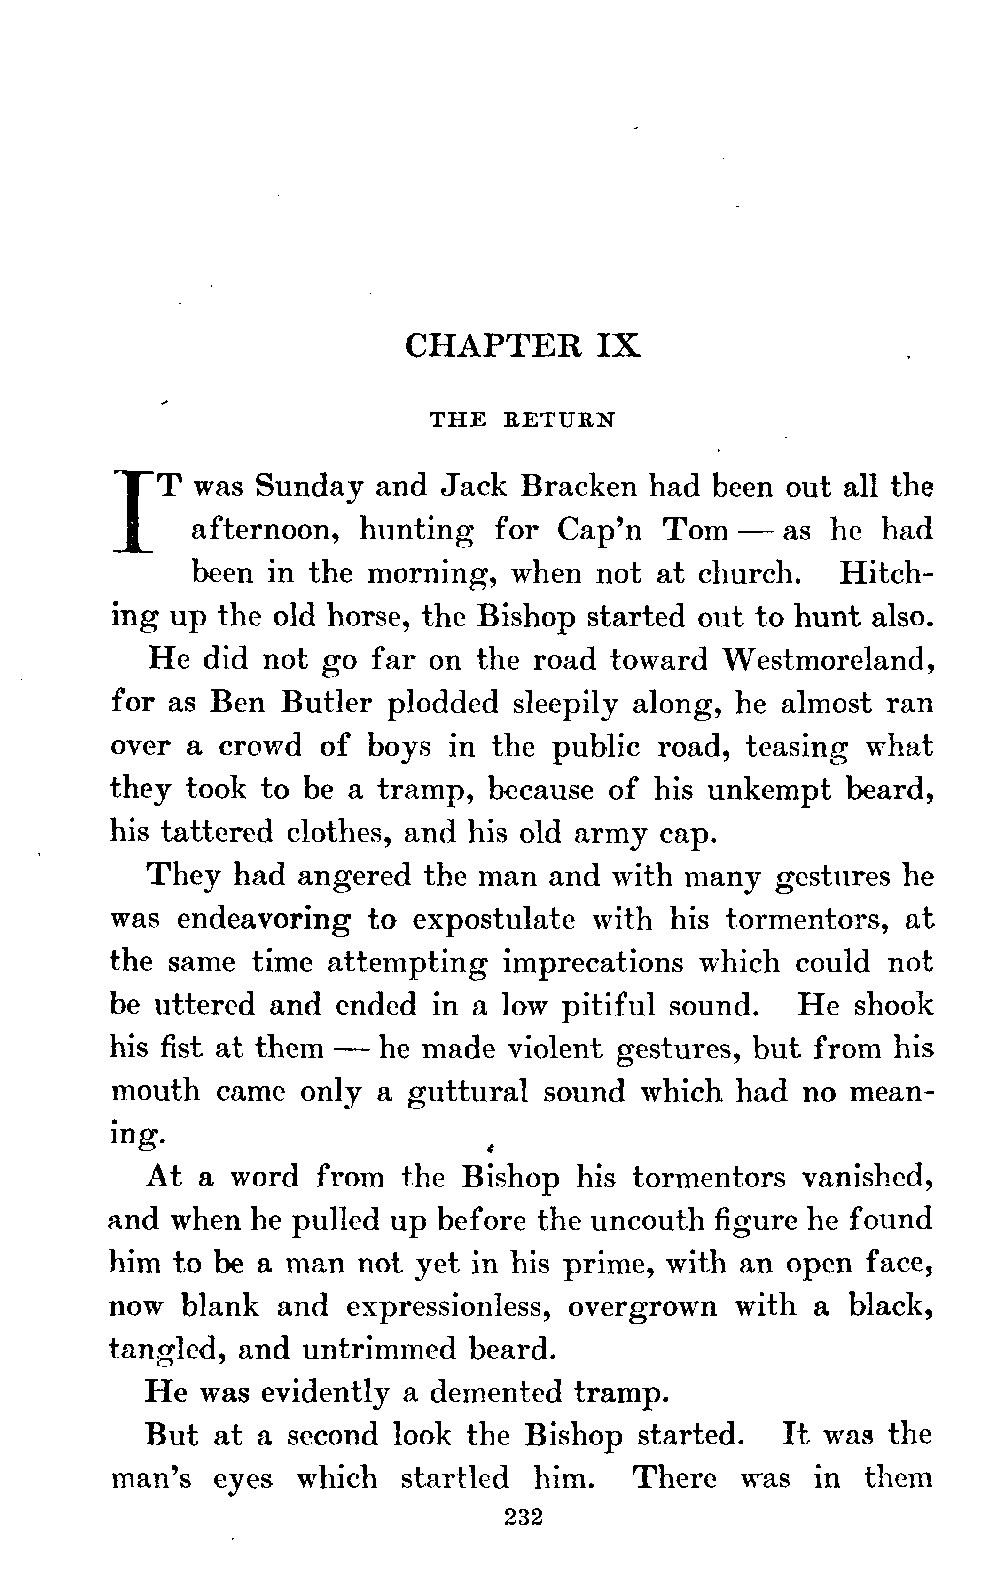 CHAPTER IX
THE RETURN
IT was Sunday and Jack Bracken had been out all the
afternoon, hunting for Cap'n Tom — as he had
been in the morning, when not at church. Hitch-
ing up the old horse, the Bishop started out to hunt also.
He did not go far on the road toward Westmoreland,
for as Ben Butler plodded sleepily along, he almost ran
over a crowd of boys in the public road, teasing what
they took to be a tramp, because of his unkempt beard,
his tattered clothes, and his old army cap.
They had angered the man and with many gestures he
was endeavoring to expostulate with his tormentors, at
the same time attempting imprecations which could not
be uttered and ended in a low pitiful sound. He shook
his fist at them — he made violent gestures, but from his
mouth came only a guttural sound which had no mean-
ing.
At a word from the Bishop his tormentors vanished,
and when he pulled up before the uncouth figure he found
him to be a man not yet in his prime, with an open face,
now blank and expressionless, overgrown with a black,
tangled, and untrimmed beard.
He was evidently a demented tramp.
But at a second look the Bishop started. It was the
man's eyes which startled him. There was in them
232